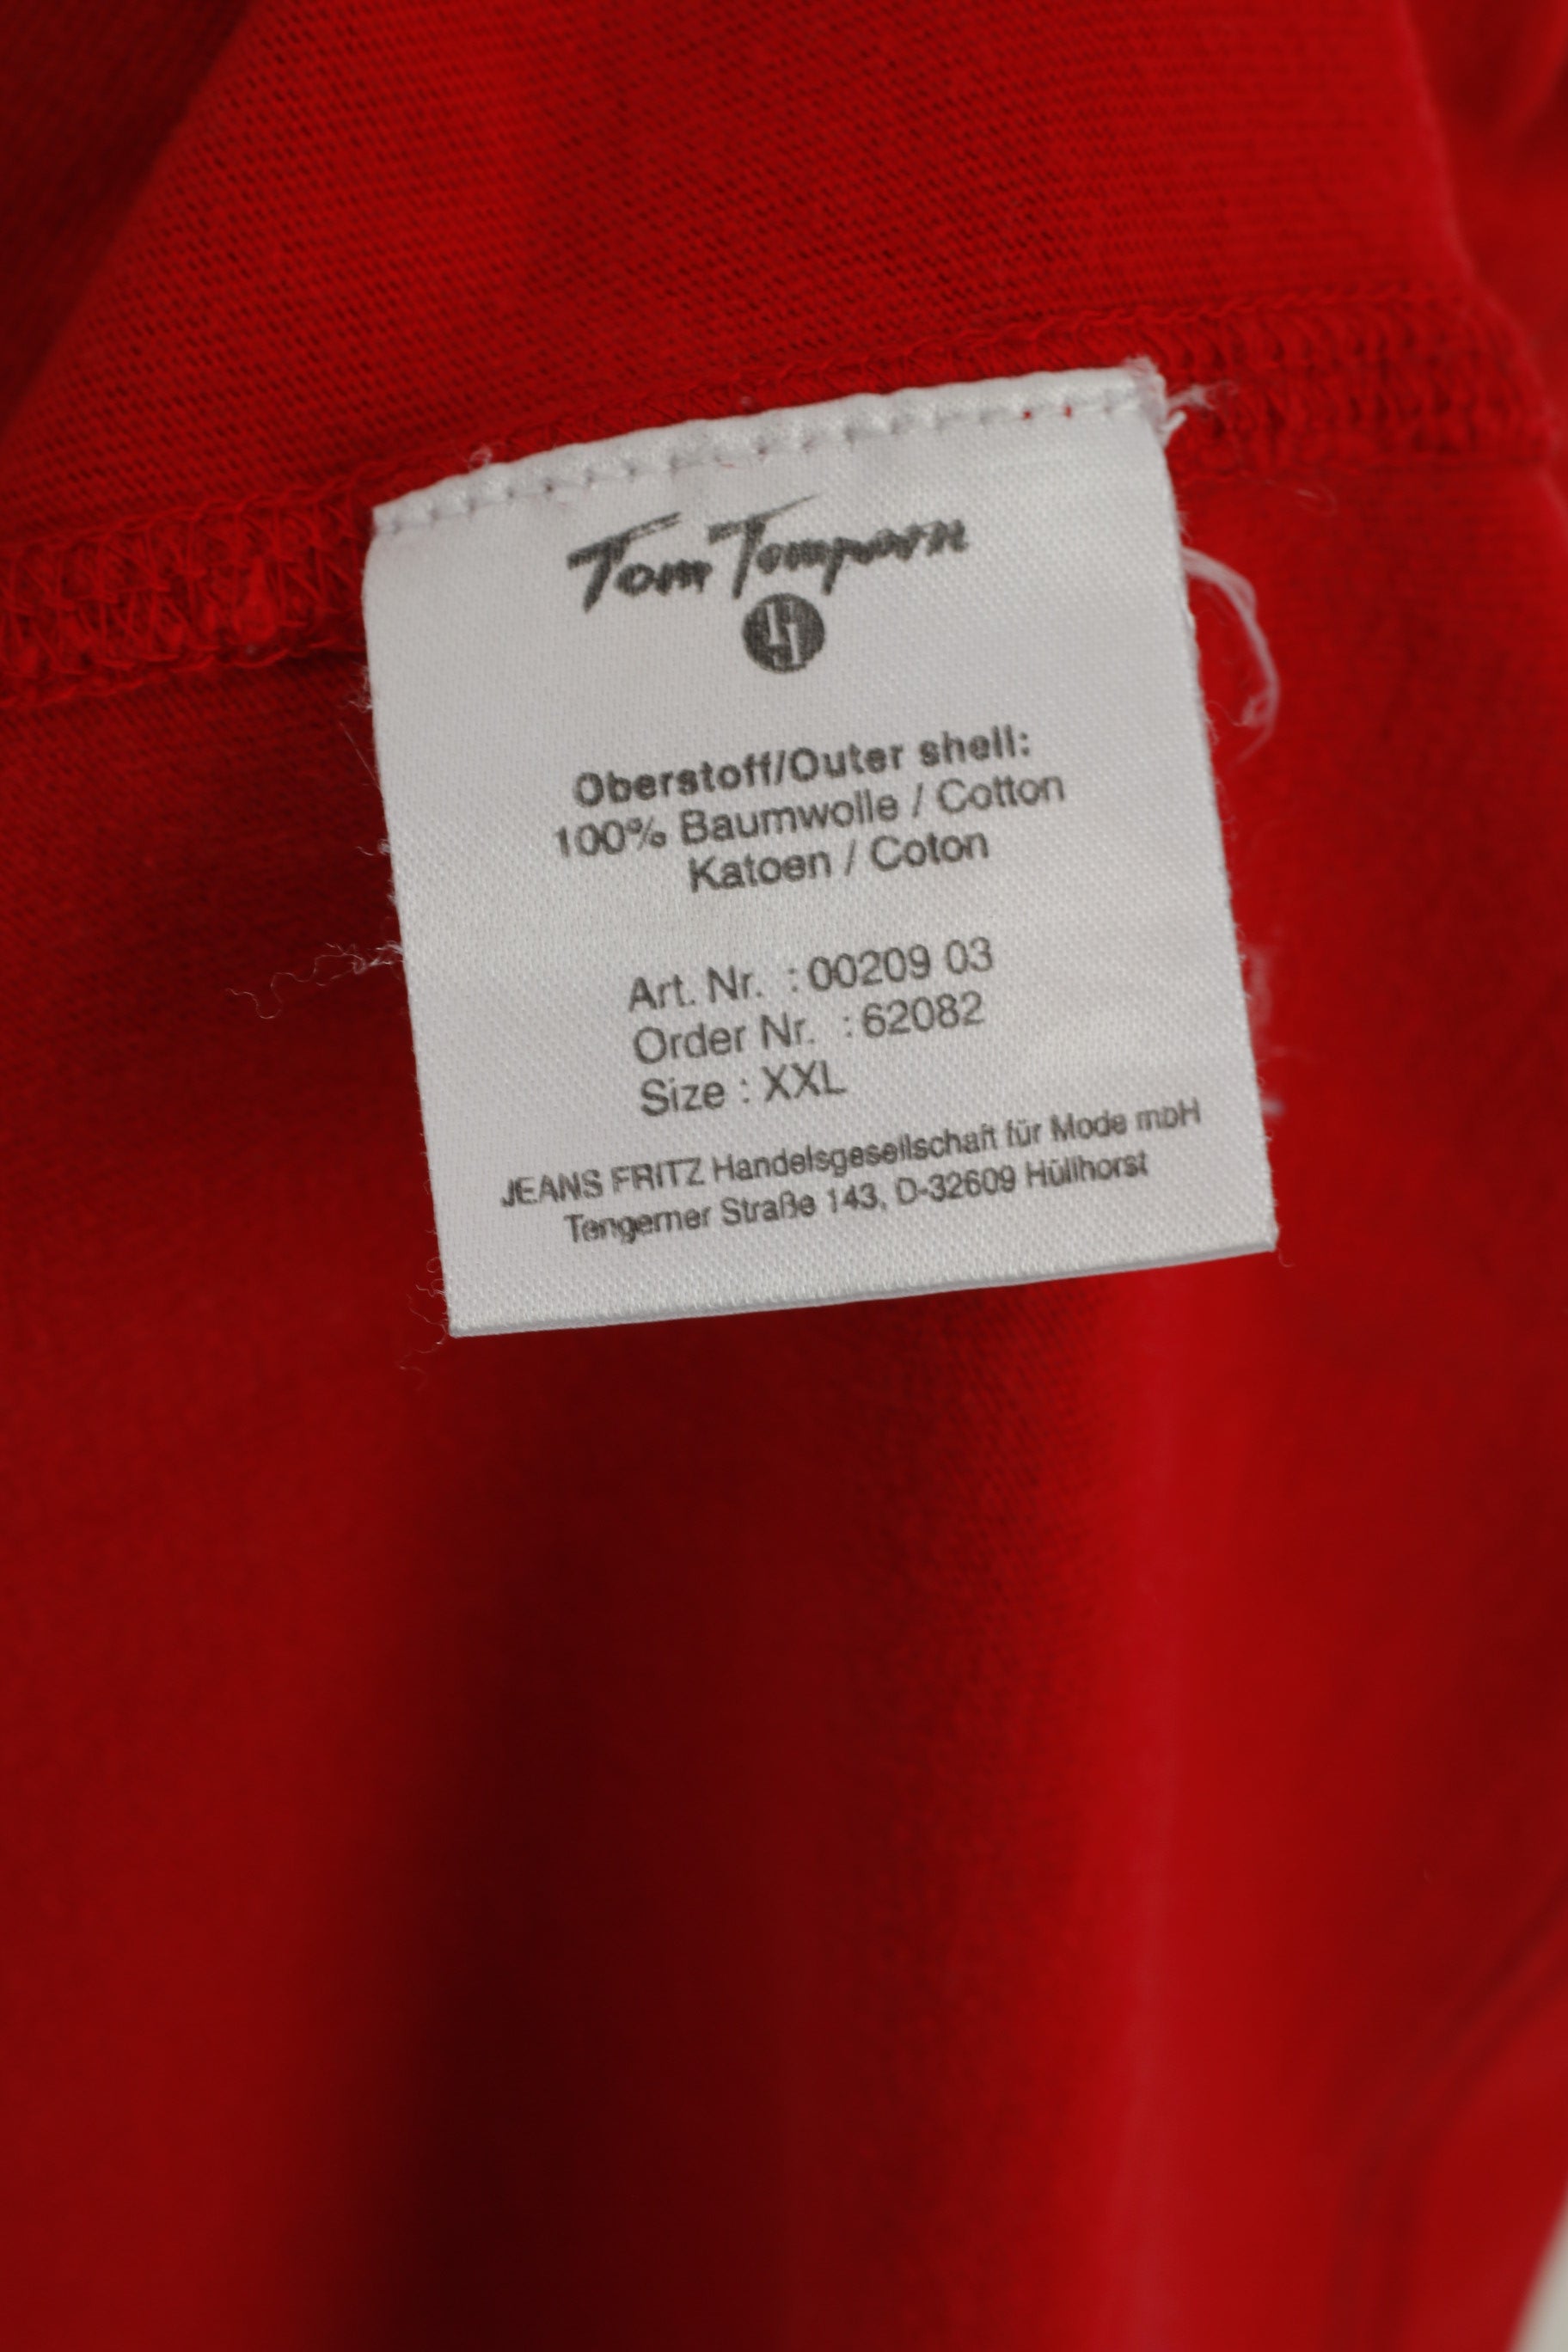 Tom Tomporn
Oberstoff/Outer shell:
100% Baumwolle / Cotton
Katoen / Coton
Art. Nr. : 00209 03
Order Nr. : 62082
Size : XXL
JEANS FRITZ Handelsgesellschaft für Mode mbH
Tengerner Straße 143, D-32609 Hüllhorst